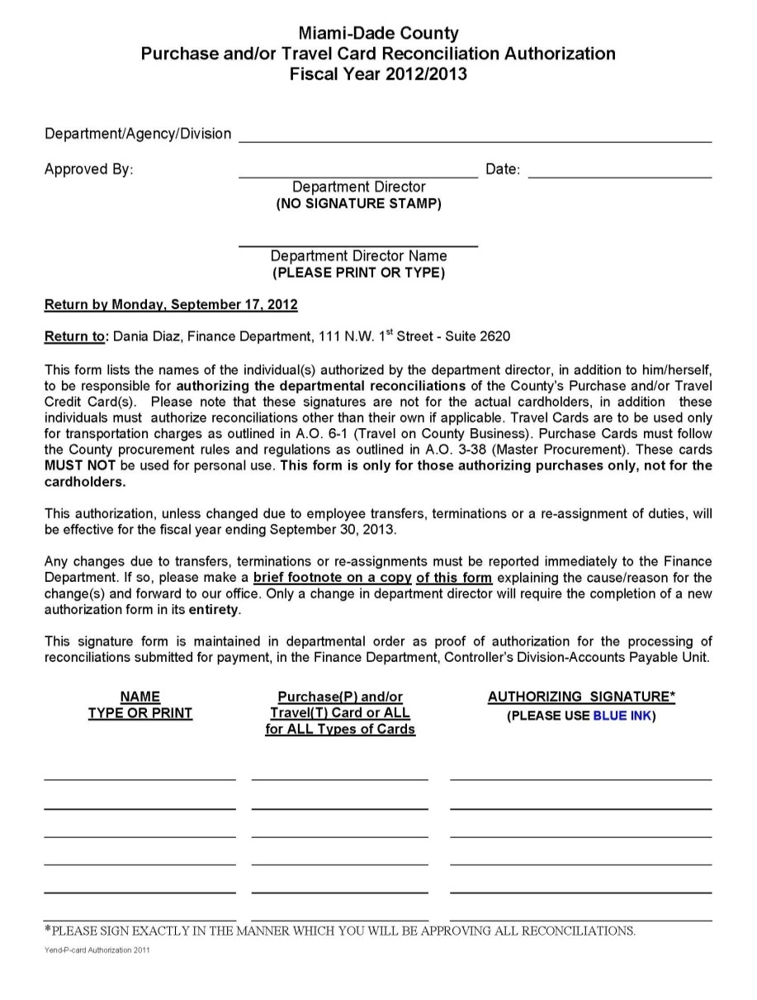 Miami-Dade County
Purchase and/or Travel Card Reconciliation Authorization
Fiscal Year 2012/2013
Department/Agency/Division
Approved By: Date:
Department Director
(NO SIGNATURE STAMP)
Department Director Name
(PLEASE PRINT OR TYPE)
Return by Monday, September 17, 2012
Return to: Dania Diaz, Finance Department, 111 N.W. 1st Street - Suite 2620
This form lists the names of the individual(s) authorized by the department director, in addition to him/herself,
to be responsible for authorizing the departmental reconciliations of the County's Purchase and/or Travel
Credit Card(s). Please note that these signatures are not for the actual cardholders, in addition these
individuals must authorize reconciliations other than their own if applicable. Travel Cards are to be used only
for transportation charges as outlined in A.O. 6-1 (Travel on County Business). Purchase Cards must follow
the County procurement rules and regulations as outlined in A.O. 3-38 (Master Procurement). These cards
MUST NOT be used for personal use. This form is only for those authorizing purchases only, not for the
cardholders.
This authorization, unless changed due to employee transfers, terminations or a re-assignment of duties, will
be effective for the fiscal year ending September 30, 2013.
Any changes due to transfers, terminations or re-assignments must be reported immediately to the Finance
Department. If so, please make a brief footnote on a copy of this form explaining the cause/reason for the
change(s) and forward to our office. Only a change in department director will require the completion of a new
authorization form in its entirety.
This signature form is maintained in departmental order as proof of authorization for the processing of
reconciliations submitted for payment, in the Finance Department, Controller's Division-Accounts Payable Unit.
NAME Purchase(P) and/or AUTHORIZING SIGNATURE*
TYPE OR PRINT Travel(T) Card or ALL (PLEASE USE BLUE INK)
for ALL Types of Cards
*PLEASE SIGN EXACTLY IN THE MANNER WHICH YOU WILL BE APPROVING ALL RECONCILIATIONS.
Yend-P-card Authorization 2011